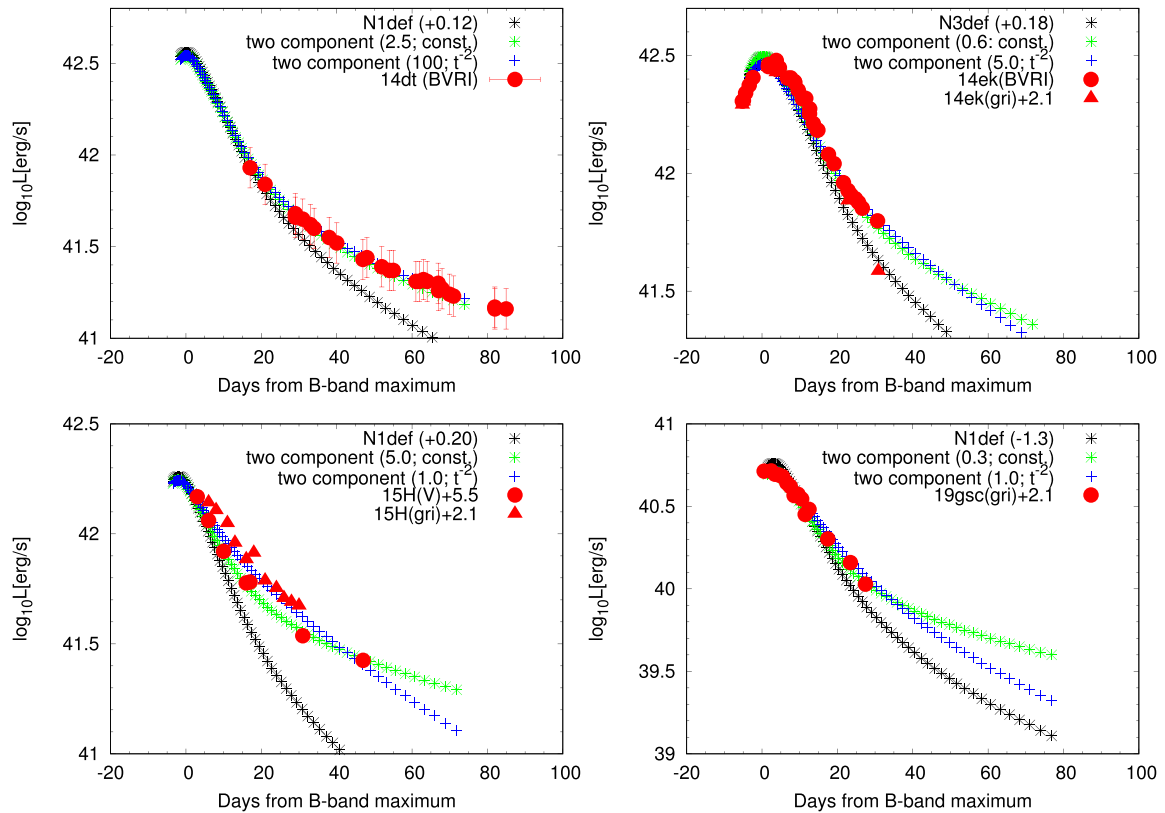 N1def (+0.12)
two component (2.5; const.)
two component (100; t-2)
14dt (BVRI)
42.5
42
41.5
41
log10L[erg/s]
-20 0 20 40 60 80 100
Days from B-band maximum
N3def (+0.18)
two component (0.6: const.)
two component (5.0; t-2)
14ek(BVRI)
14ek(gri)+2.1
42.5
42
41.5
log10L[erg/s]
-20 0 20 40 60 80 100
Days from B-band maximum
N1def (+0.20)
two component (5.0; const.)
two component (1.0; t-2)
15H(V)+5.5
15H(gri)+2.1
42.5
42
41.5
41
log10L[erg/s]
-20 0 20 40 60 80 100
Days from B-band maximum
N1def (-1.3)
two component (0.3; const.)
two component (1.0; t-2)
19gsc(gri)+2.1
41
40.5
40
39.5
39
log10L[erg/s]
-20 0 20 40 60 80 100
Days from B-band maximum